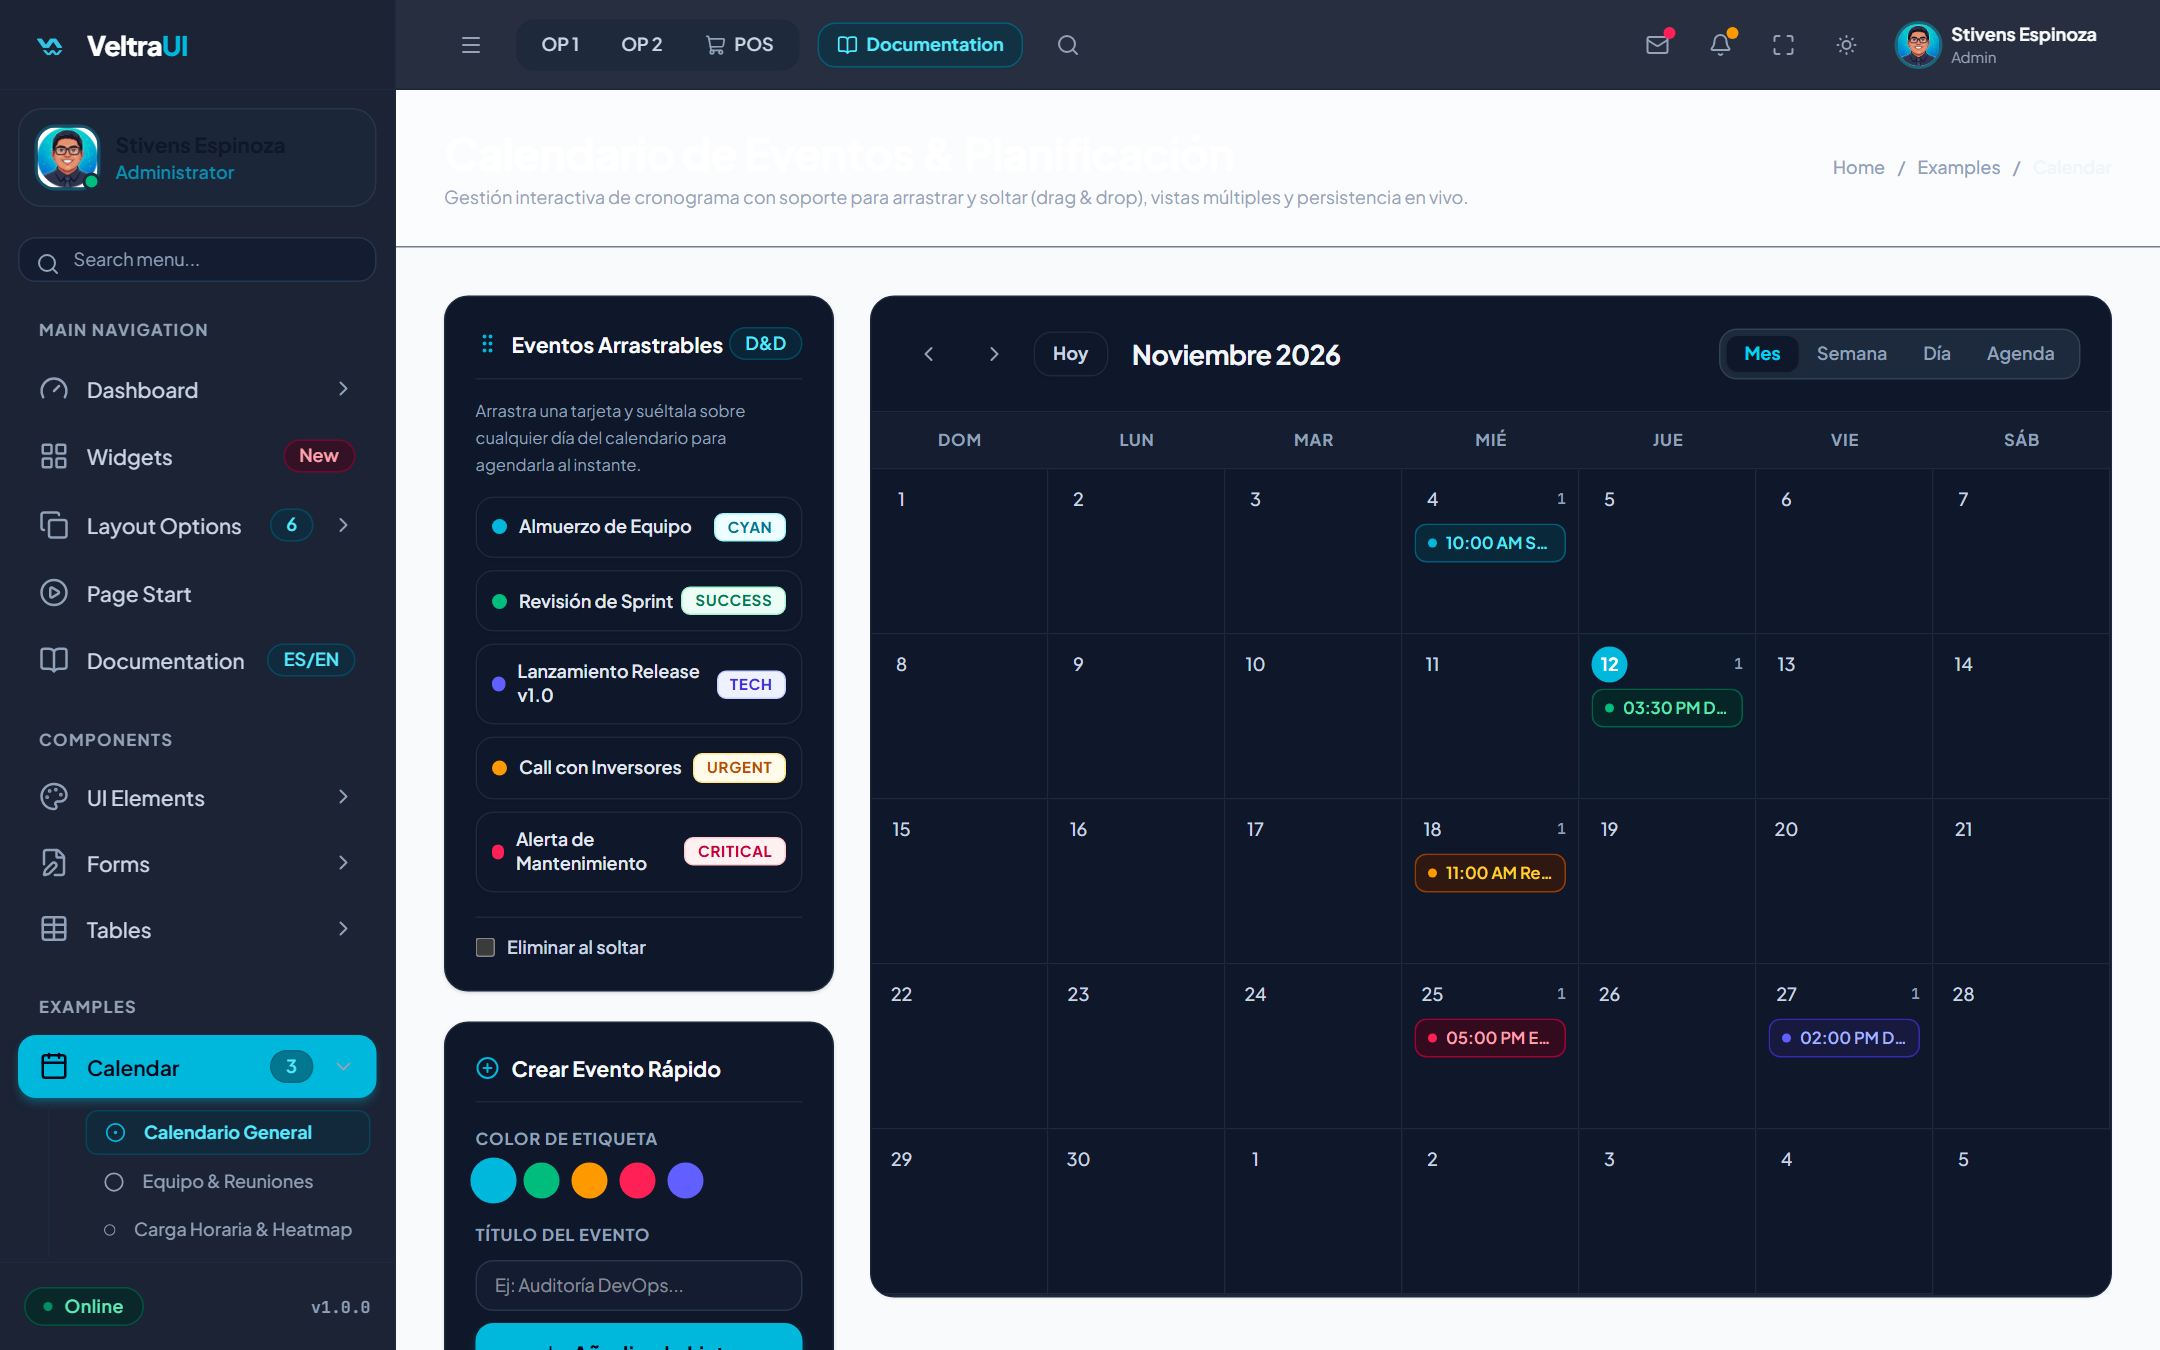 VeltraUI
OP 1
OP 2
POS
Documentation
Stivens Espinoza
Admin
Stivens Espinoza
Administrator
Search menu...
MAIN NAVIGATION
Dashboard
Widgets
New
Layout Options
6
Page Start
Documentation
ES/EN
COMPONENTS
UI Elements
Forms
Tables
EXAMPLES
Calendar
3
Calendario General
Equipo & Reuniones
Carga Horaria & Heatmap
Online
v1.0.0
Calendario de Eventos & Planificación
Gestión interactiva de cronograma con soporte para arrastrar y soltar (drag & drop), vistas múltiples y persistencia en vivo.
Home / Examples / Calendar
Eventos Arrastrables
D&D
Arrastra una tarjeta y suéltala sobre
cualquier día del calendario para
agendarla al instante.
Almuerzo de Equipo
CYAN
Revisión de Sprint
SUCCESS
Lanzamiento Release
v1.0
TECH
Call con Inversores
URGENT
Alerta de
Mantenimiento
CRITICAL
Eliminar al soltar
Crear Evento Rápido
COLOR DE ETIQUETA
TÍTULO DEL EVENTO
Ej: Auditoría DevOps...
Hoy
Noviembre 2026
Mes
Semana
Día
Agenda
DOM LUN MAR MIÉ JUE VIE SÁB
1 2 3 4 1 5 6 7
10:00 AM S...
8 9 10 11 12 1 13 14
03:30 PM D...
15 16 17 18 1 19 20 21
11:00 AM Re...
22 23 24 25 1 26 27 1 28
05:00 PM E...
02:00 PM D...
29 30 1 2 3 4 5